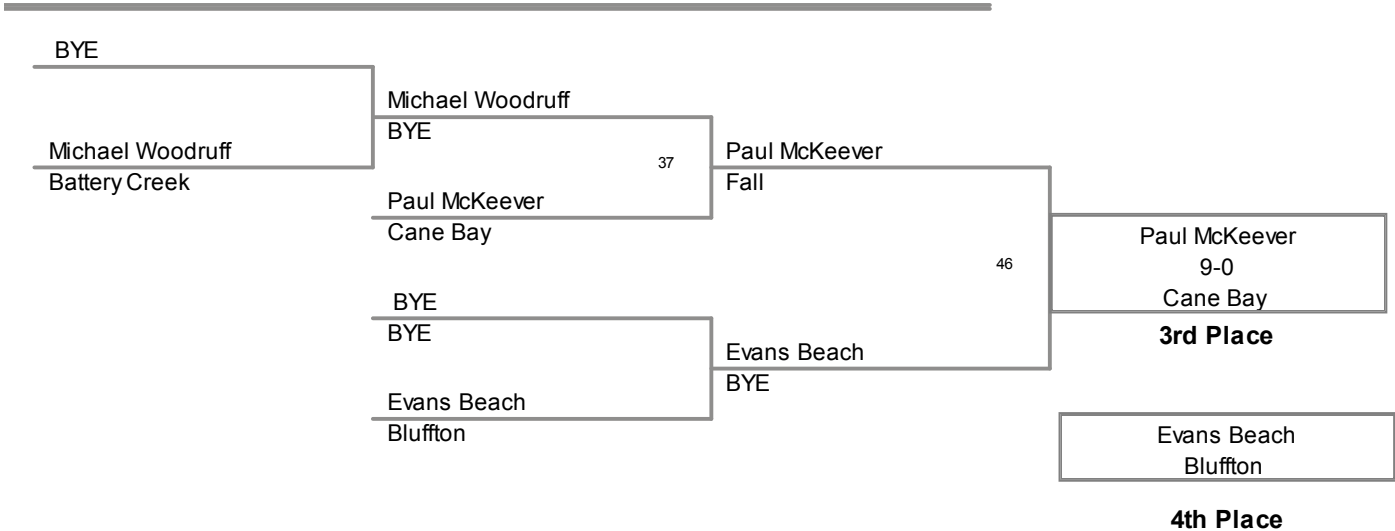 BYE
Michael Woodruff
BYE
Michael Woodruff
Battery Creek
37
Paul McKeever
Fall
Paul McKeever
Cane Bay
46
Paul McKeever
9-0
Cane Bay
3rd Place
BYE
BYE
Evans Beach
BYE
Evans Beach
Bluffton
Evans Beach
Bluffton
4th Place